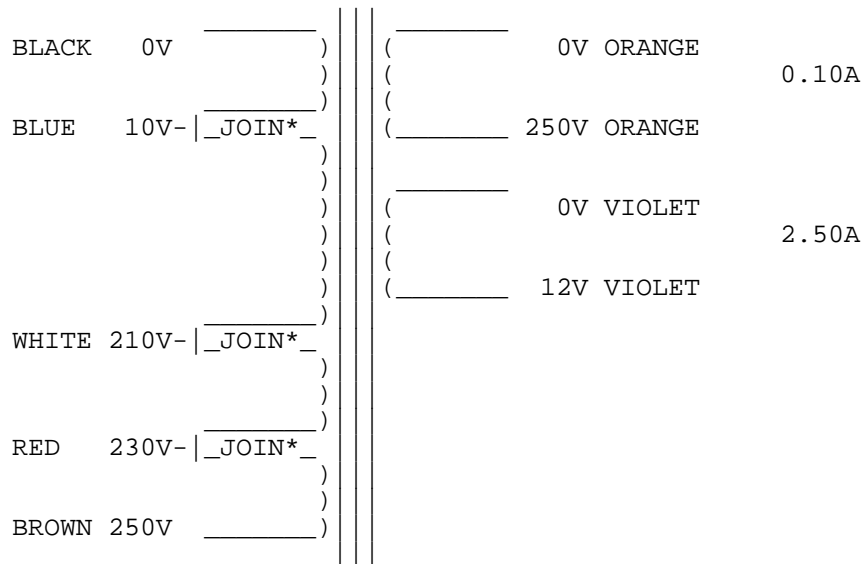 BLACK 0V 0V ORANGE
0.10A
BLUE 10V-|_JOIN*_ 250V ORANGE
0V VIOLET
2.50A
12V VIOLET
WHITE 210V-|_JOIN*_
RED 230V-|_JOIN*_
BROWN 250V